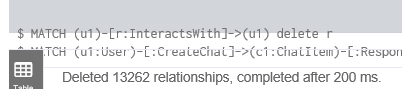 $ MATCH (u1)-[r:InteractsWith]->(u1) delete r
$ MATCH (u1:User)-[:CreateChat]->(c1:ChatItem)-[:Respon
Deleted 13262 relationships, completed after 200 ms.
Table